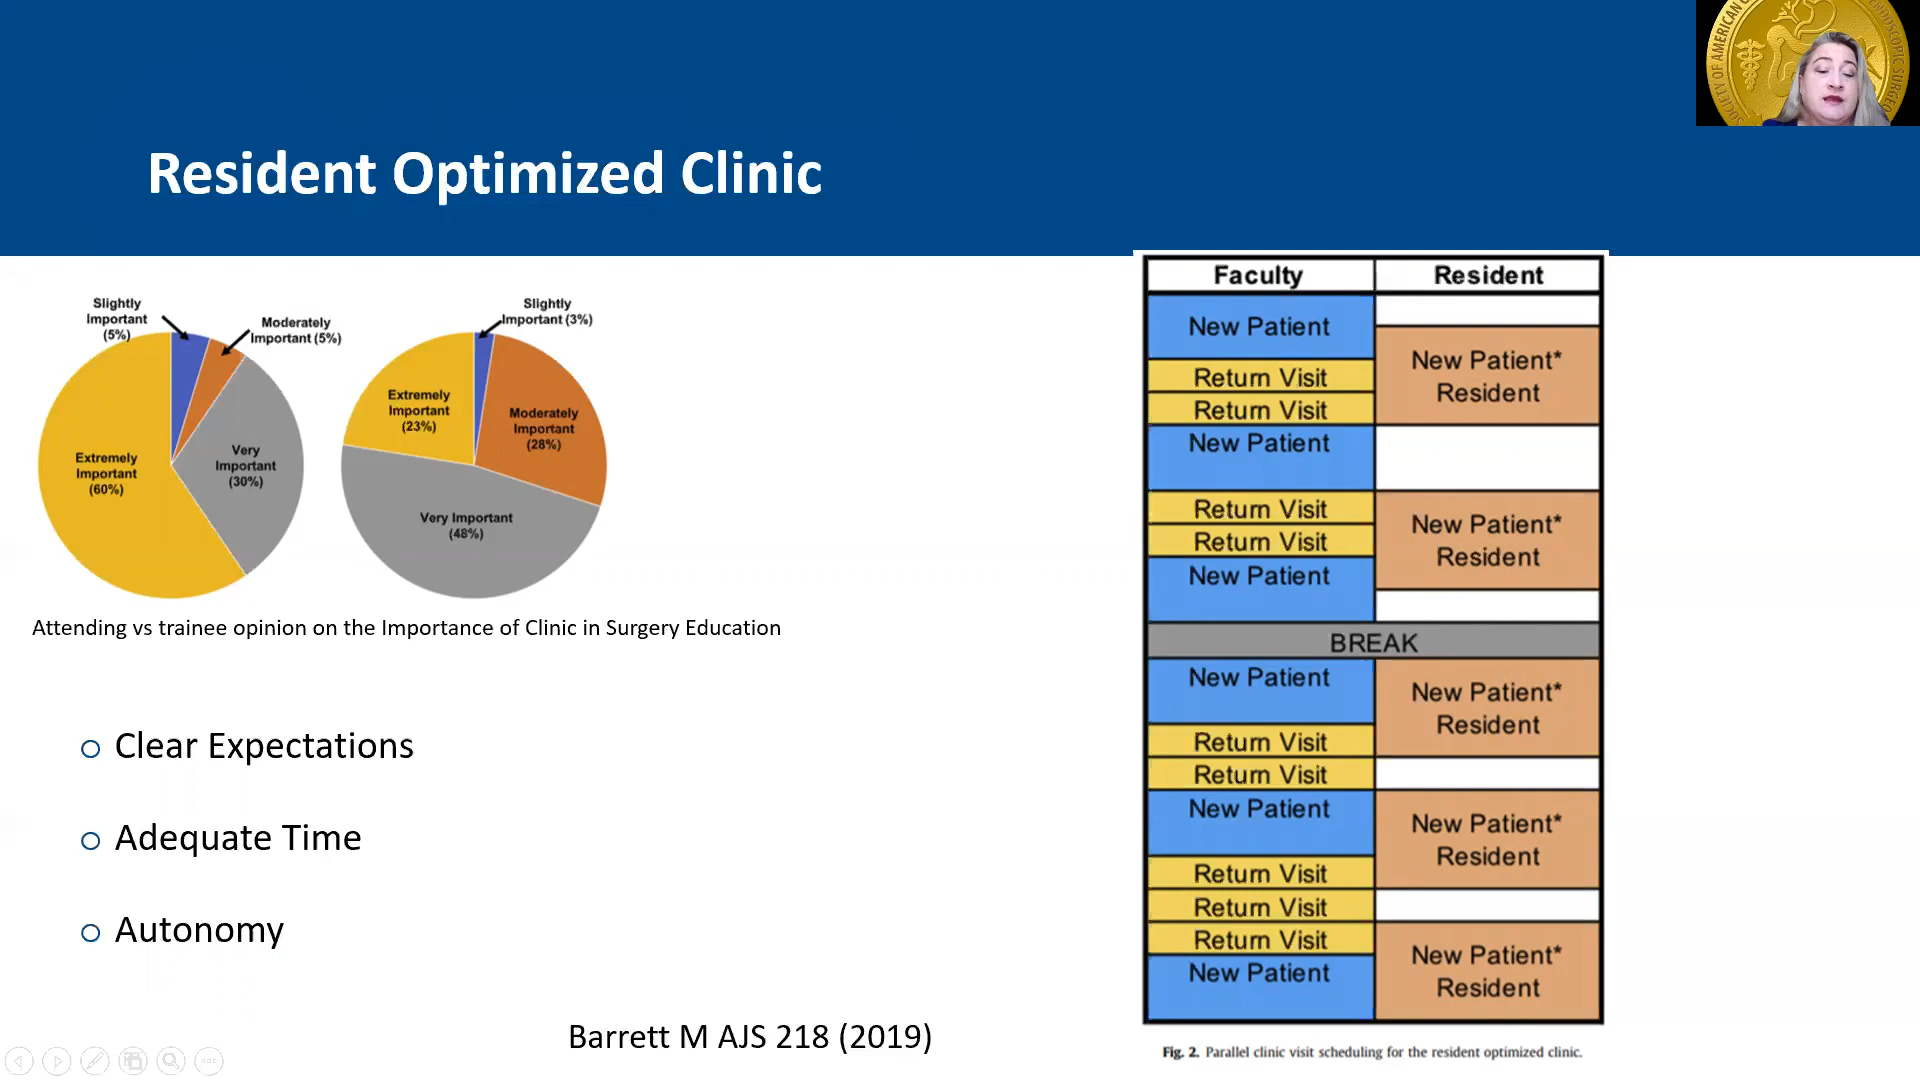 SOCIETY OF AMERICAN
ENDOSCOPIC SURGEO
Resident Optimized Clinic
Slightly
Important
(5%)
Moderately
Important (5%)
Very
Important
(30%)
Extremely
Important
(60%)
Slightly
Important (3%)
Extremely
Important
(23%)
Moderately
Important
(28%)
Very Important
(48%)
Attending vs trainee opinion on the Importance of Clinic in Surgery Education
Clear Expectations
Adequate Time
Autonomy
Barrett M AJS 218 (2019)
Faculty Resident
New Patient
New Patient*
Resident
Return Visit
Return Visit
New Patient
Return Visit
New Patient*
Resident
Return Visit
New Patient
BREAK
New Patient
New Patient*
Resident
Return Visit
Return Visit
New Patient
New Patient*
Resident
Return Visit
Return Visit
Return Visit
New Patient*
Resident
New Patient
Fig. 2. Parallel clinic visit scheduling for the resident optimized clinic.